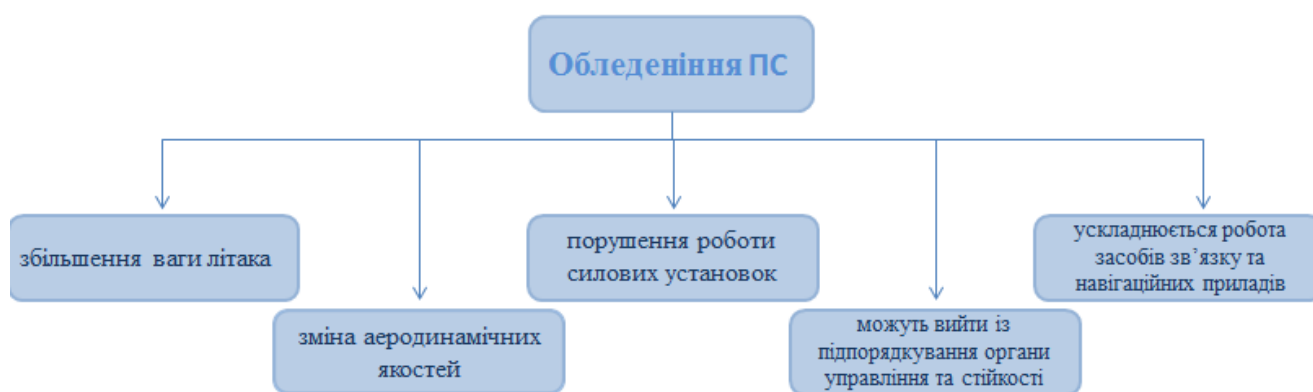 Обледеніння ПС
збільшення ваги літака
зміна аеродинамічних
якостей
порушення роботи
силових установок
можуть вийти із
підпорядкування органи
управління та стійкості
ускладнюється робота
засобів зв’язку та
навігаційних приладів